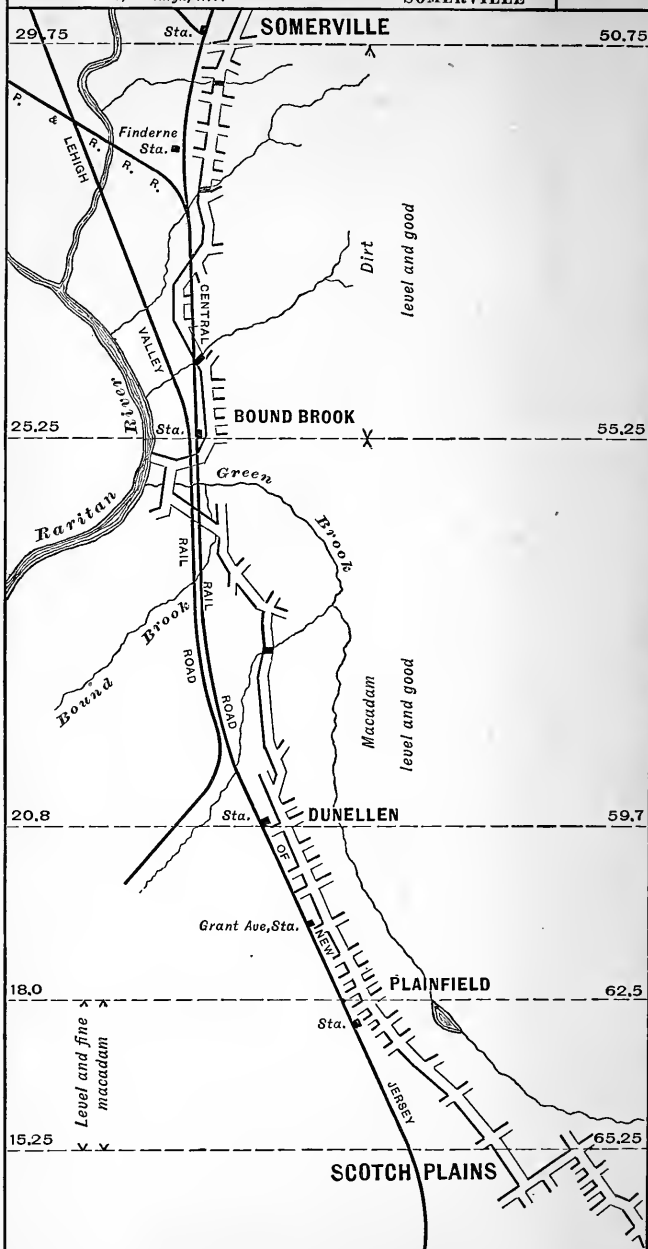 SOMERVILLE
29.75
Sta.
SOMERVILLE
50.75
P. & R. R. R.
LEHIGH
Finderne
Sta.
Dirt
level and good
CENTRAL
VALLEY
River
BOUND BROOK
25.25
Sta.
55.25
Green
Brook
Raritan
RAIL
RAIL
Brook
Bound
ROAD
ROAD
Macadam
level and good
20.8
Sta.
DUNELLEN
59.7
OF
Grant Ave, Sta.
NEW
PLAINFIELD
18.0
62.5
Sta.
Level and fine
macadam
JERSEY
15.25
65.25
SCOTCH PLAINS